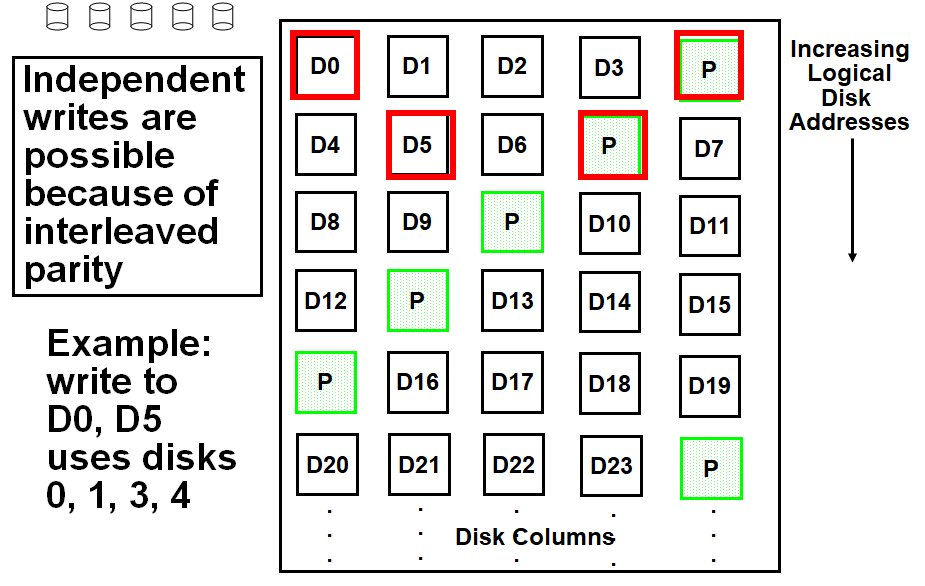 Independent
writes are
possible
because of
interleaved
parity
Example:
write to
D0, D5
uses disks
0, 1, 3, 4
D0 D1 D2 D3 P
D4 D5 D6 P D7
D8 D9 P D10 D11
D12 P D13 D14 D15
P D16 D17 D18 D19
D20 D21 D22 D23 P
Disk Columns
Increasing
Logical
Disk
Addresses